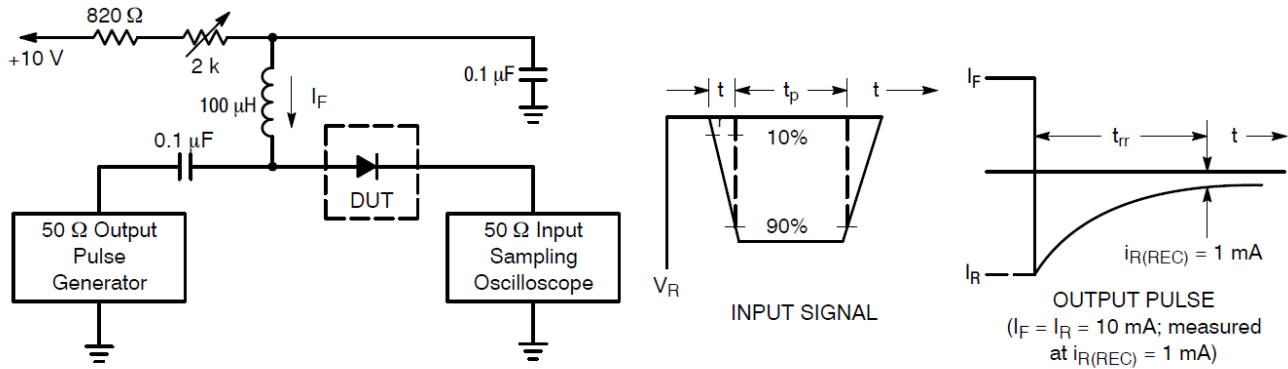 820 Ω
+10 V
2 k
100 μH
I_F
0.1 μF
0.1 μF
DUT
50 Ω Output
Pulse
Generator
50 Ω Input
Sampling
Oscilloscope
t
t_p
t
r
10%
90%
V_R
INPUT SIGNAL
I_F
t_rr
t
I_R
i_R(REC) = 1 mA
OUTPUT PULSE
(I_F = I_R = 10 mA; measured
at i_R(REC) = 1 mA)